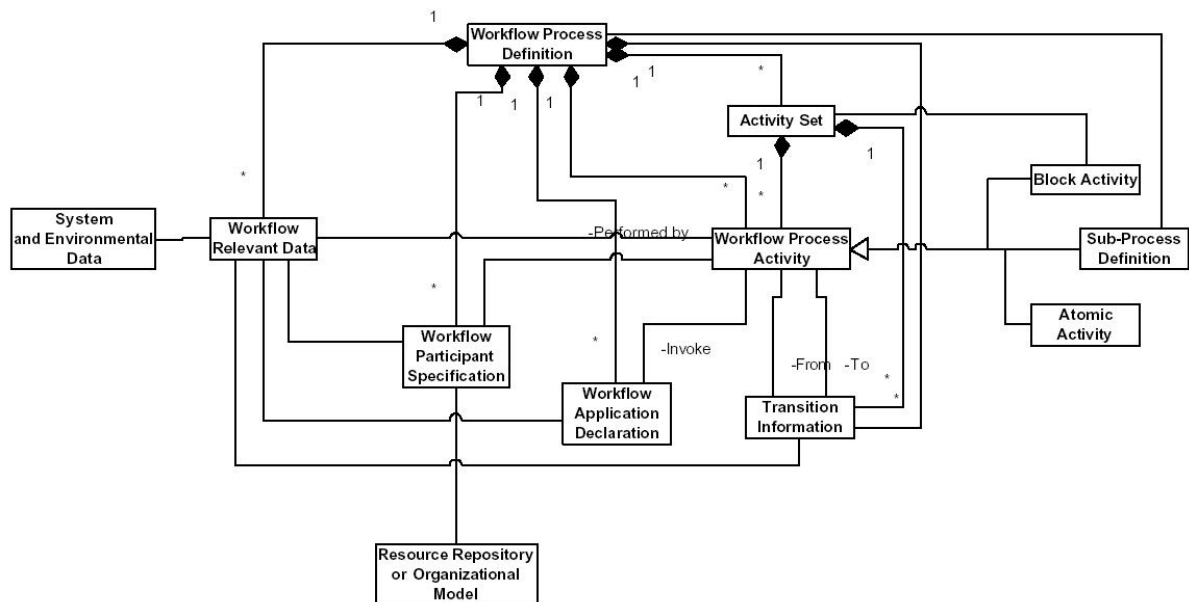 1
Workflow Process
Definition
1
1
*
1
1
1
Activity Set
1
1
Block Activity
*
*
*
System
and Environmental
Data
Workflow
Relevant Data
-Performed by
Workflow Process
Activity
Sub-Process
Definition
*
Atomic
Activity
Workflow
Participant
Specification
*
-Invoke
-From
-To
*
*
Workflow
Application
Declaration
Transition
Information
Resource Repository
or Organizational
Model